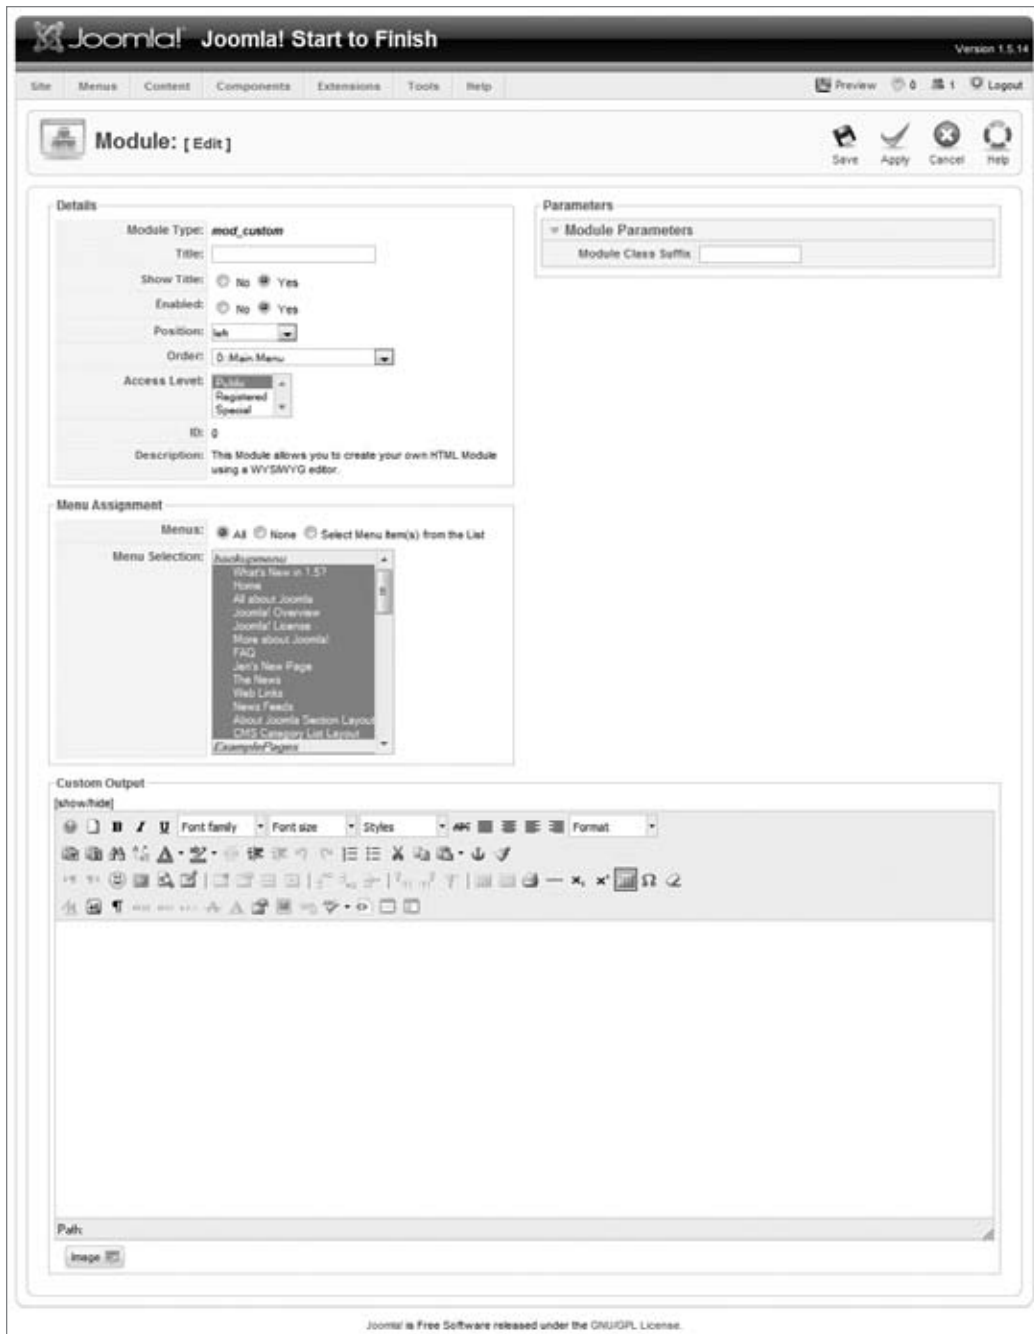 Joomla! Joomla! Start to Finish
Version 1.5.14
Site Menus Content Components Extensions Tools Help Preview 0 1 Logout
Module: [ Edit ]
Save Apply Cancel Help
Details
Module Type: mod_custom
Title:
Show Title: No Yes
Enabled: No Yes
Position: left
Order: 0::Main Menu
Access Level: Public
Registered
Special
ID: 0
Description: This Module allows you to create your own HTML Module
using a WYSIWYG editor.
Parameters
Module Parameters
Module Class Suffix
Menu Assignment
Menus: All None Select Menu Item(s) from the List
Menu Selection:
What's New in 1.5?
Home
All about Joomla
Joomla! Overview
Joomla! License
More about Joomla!
FAQ
Jen's New Page
The News
Web Links
News Feeds
About Joomla Section Layout
CMS Category List Layout
ExamplePages
Custom Output
[show/hide]
B I U Font family Font size Styles ABC Format
Path:
Image
Joomla! is Free Software released under the GNU/GPL License.